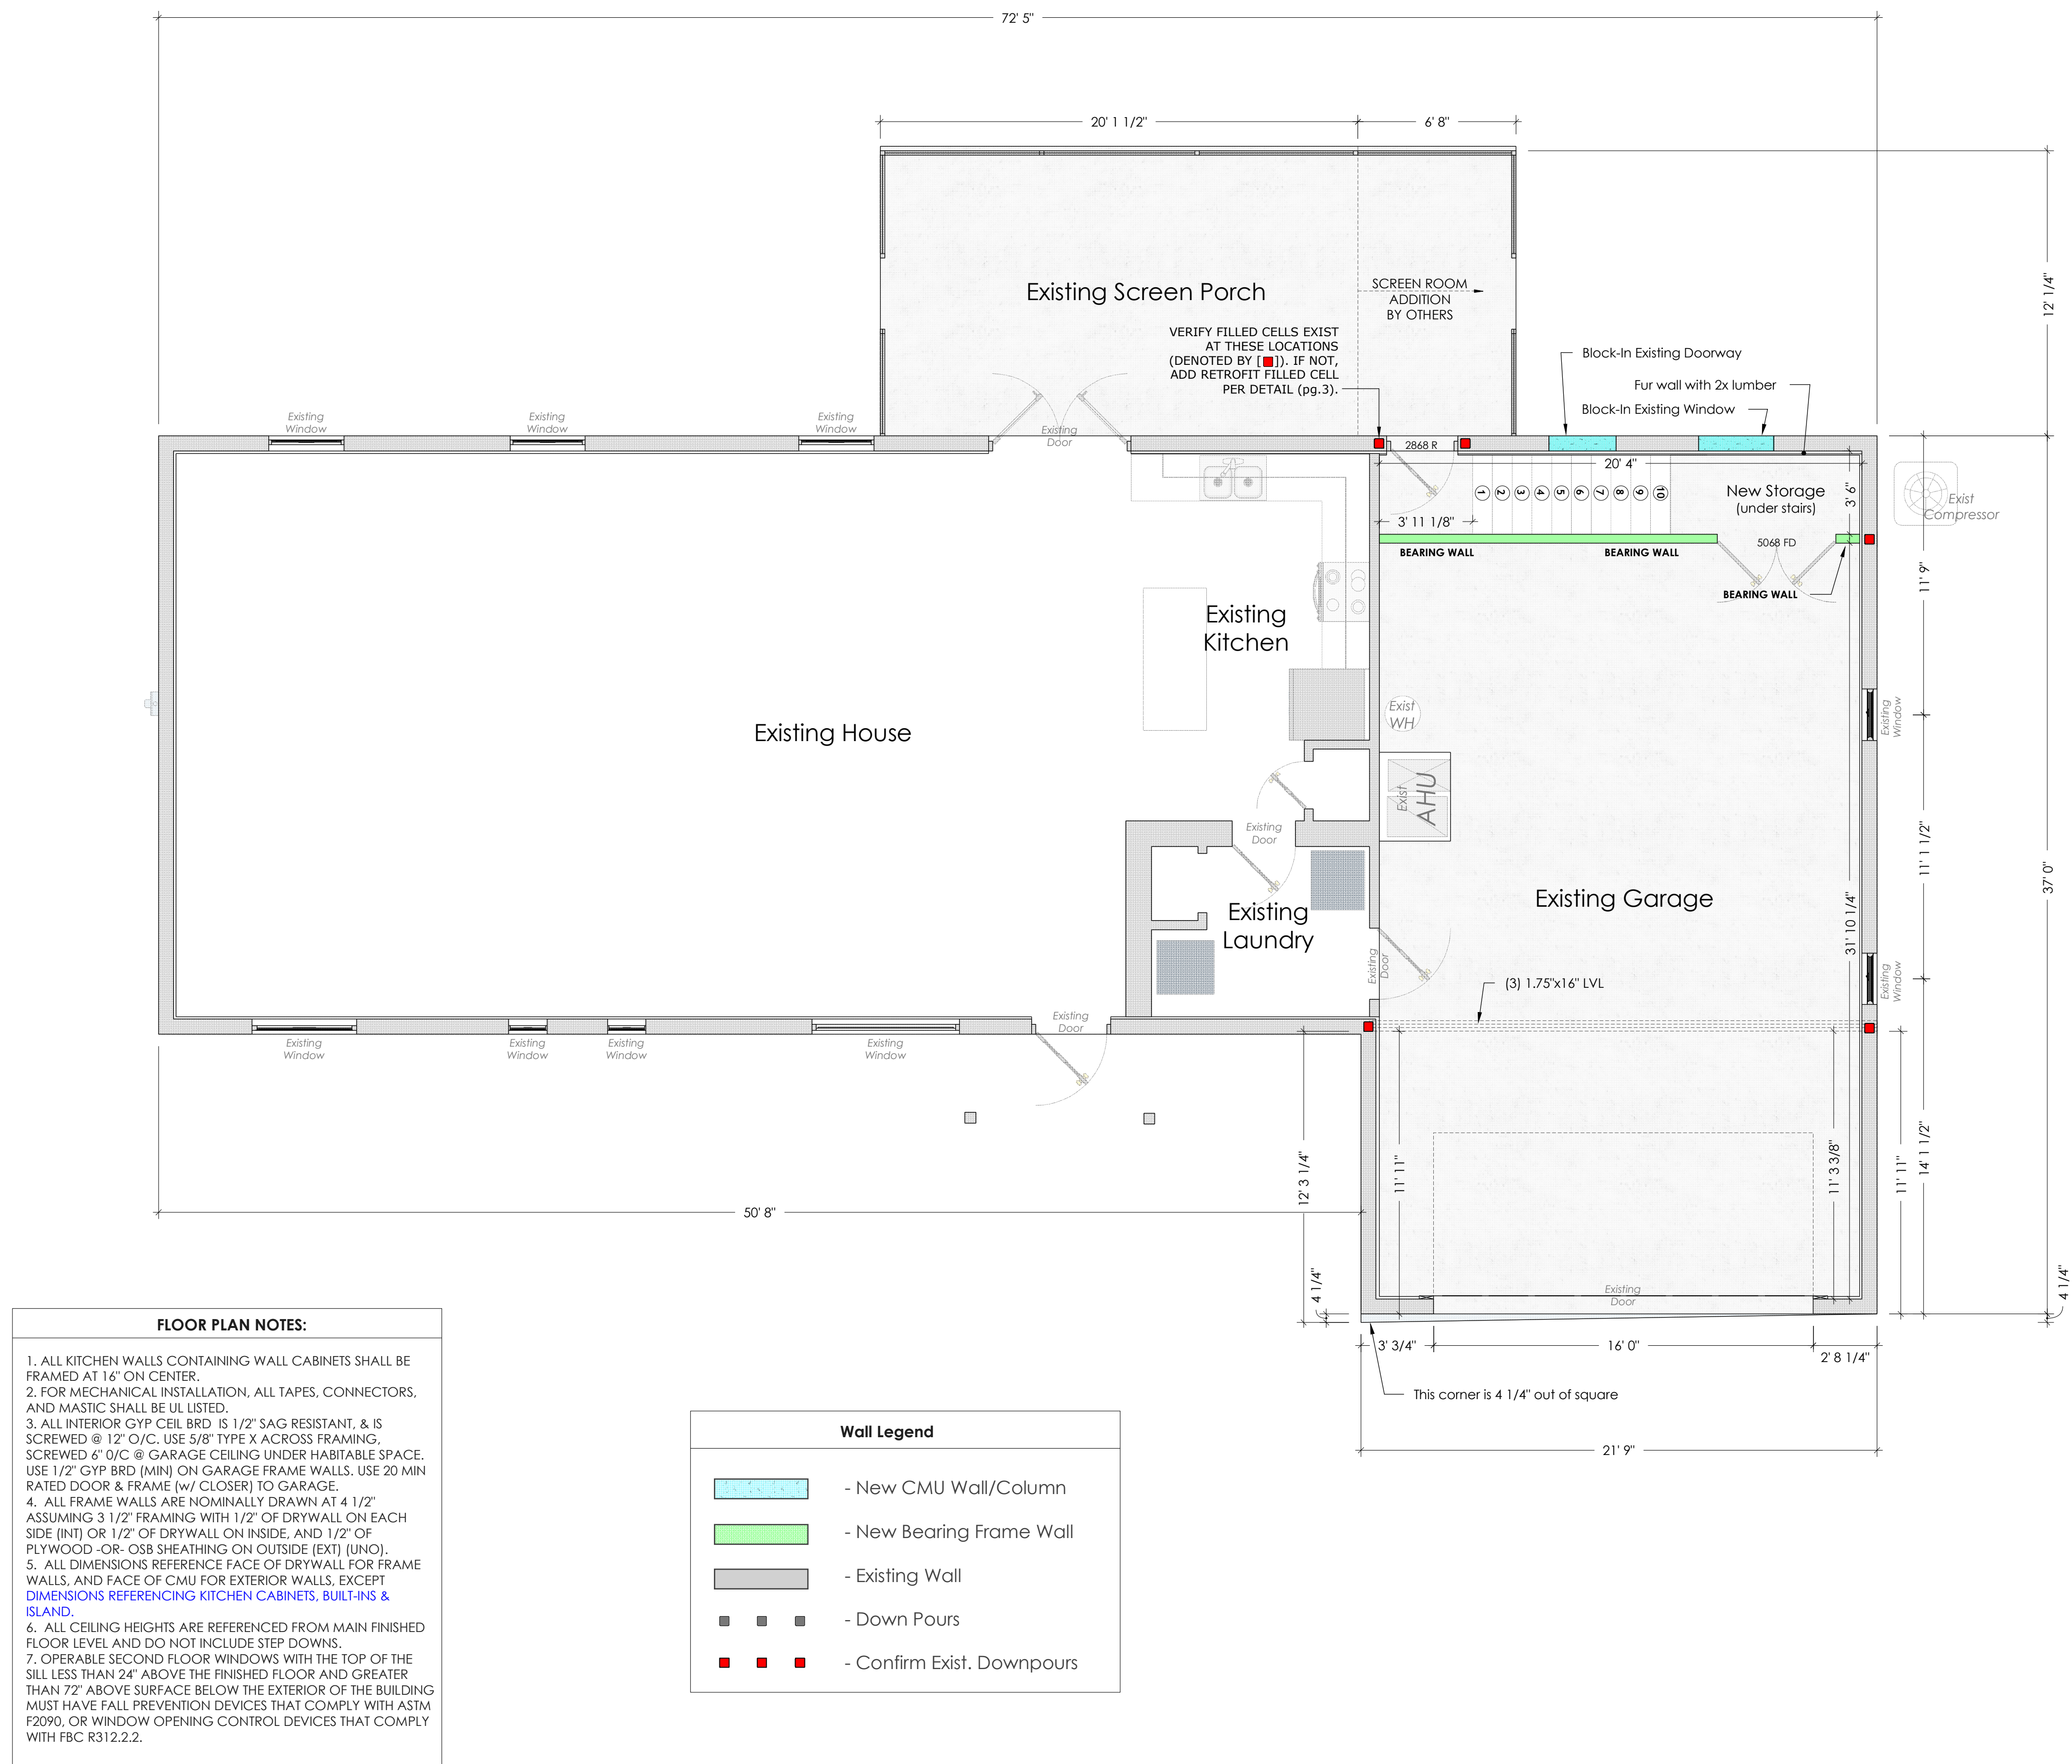 72' 5"
20' 1 1/2"
6' 8"
Existing Screen Porch
SCREEN ROOM
ADDITION
BY OTHERS
12' 1/4"
VERIFY FILLED CELLS EXIST
AT THESE LOCATIONS
(DENOTED BY [ ]). IF NOT,
ADD RETROFIT FILLED CELL
PER DETAIL (pg.3).
Block-In Existing Doorway
Fur wall with 2x lumber
Block-In Existing Window
Existing
Window
Existing
Window
Existing
Window
Existing
Door
2868 R
20' 4"
1 2 3 4 5 6 7 8 9 10
New Storage
(under stairs)
3' 6"
Exist
Compressor
3' 11 1/8"
BEARING WALL
BEARING WALL
5068 FD
BEARING WALL
11' 9"
Existing
Kitchen
Existing House
Exist
WH
Existing
Window
Exist
AHU
Existing
Door
11' 1 1/2"
37' 0"
Existing Garage
31' 10 1/4"
Existing
Laundry
Existing
Door
(3) 1.75"x16" LVL
Existing
Window
Existing
Window
Existing
Window
Existing
Window
Existing
Window
Existing
Door
12' 3 1/4"
11' 11"
11' 3 3/8"
11' 11"
14' 1 1/2"
50' 8"
4 1/4"
4 1/4"
Existing
Door
3' 3/4"
16' 0"
2' 8 1/4"
This corner is 4 1/4" out of square
21' 9"
FLOOR PLAN NOTES:
1. ALL KITCHEN WALLS CONTAINING WALL CABINETS SHALL BE
FRAMED AT 16" ON CENTER.
2. FOR MECHANICAL INSTALLATION, ALL TAPES, CONNECTORS,
AND MASTIC SHALL BE UL LISTED.
3. ALL INTERIOR GYP CEIL BRD IS 1/2" SAG RESISTANT, & IS
SCREWED @ 12" O/C. USE 5/8" TYPE X ACROSS FRAMING,
SCREWED 6" 0/C @ GARAGE CEILING UNDER HABITABLE SPACE.
USE 1/2" GYP BRD (MIN) ON GARAGE FRAME WALLS. USE 20 MIN
RATED DOOR & FRAME (w/ CLOSER) TO GARAGE.
4. ALL FRAME WALLS ARE NOMINALLY DRAWN AT 4 1/2"
ASSUMING 3 1/2" FRAMING WITH 1/2" OF DRYWALL ON EACH
SIDE (INT) OR 1/2" OF DRYWALL ON INSIDE, AND 1/2" OF
PLYWOOD -OR- OSB SHEATHING ON OUTSIDE (EXT) (UNO).
5. ALL DIMENSIONS REFERENCE FACE OF DRYWALL FOR FRAME
WALLS, AND FACE OF CMU FOR EXTERIOR WALLS, EXCEPT
DIMENSIONS REFERENCING KITCHEN CABINETS, BUILT-INS &
ISLAND.
6. ALL CEILING HEIGHTS ARE REFERENCED FROM MAIN FINISHED
FLOOR LEVEL AND DO NOT INCLUDE STEP DOWNS.
7. OPERABLE SECOND FLOOR WINDOWS WITH THE TOP OF THE
SILL LESS THAN 24" ABOVE THE FINISHED FLOOR AND GREATER
THAN 72" ABOVE SURFACE BELOW THE EXTERIOR OF THE BUILDING
MUST HAVE FALL PREVENTION DEVICES THAT COMPLY WITH ASTM
F2090, OR WINDOW OPENING CONTROL DEVICES THAT COMPLY
WITH FBC R312.2.2.
Wall Legend
- New CMU Wall/Column
- New Bearing Frame Wall
- Existing Wall
- Down Pours
- Confirm Exist. Downpours